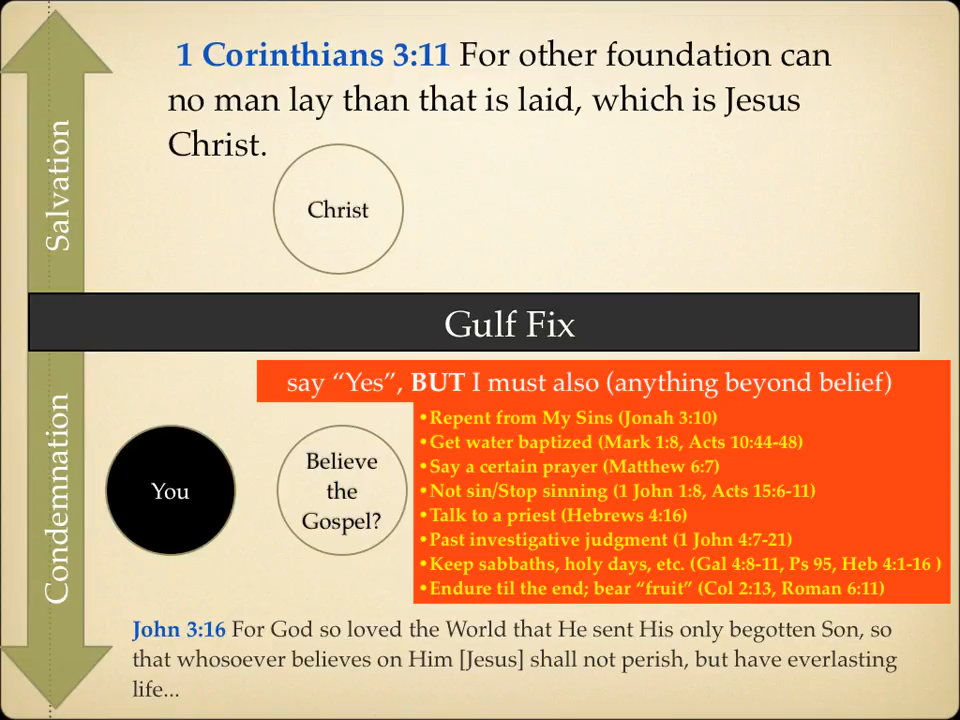 1 Corinthians 3:11 For other foundation can
no man lay than that is laid, which is Jesus
Christ.
Christ
Salvation
Gulf Fix
say “Yes”, BUT I must also (anything beyond belief)
•Repent from My Sins (Jonah 3:10)
•Get water baptized (Mark 1:8, Acts 10:44-48)
•Say a certain prayer (Matthew 6:7)
•Not sin/Stop sinning (1 John 1:8, Acts 15:6-11)
•Talk to a priest (Hebrews 4:16)
•Past investigative judgment (1 John 4:7-21)
•Keep sabbaths, holy days, etc. (Gal 4:8-11, Ps 95, Heb 4:1-16 )
•Endure til the end; bear “fruit” (Col 2:13, Roman 6:11)
Condemnation
You
Believe
the
Gospel?
John 3:16 For God so loved the World that He sent His only begotten Son, so
that whosoever believes on Him [Jesus] shall not perish, but have everlasting
life...